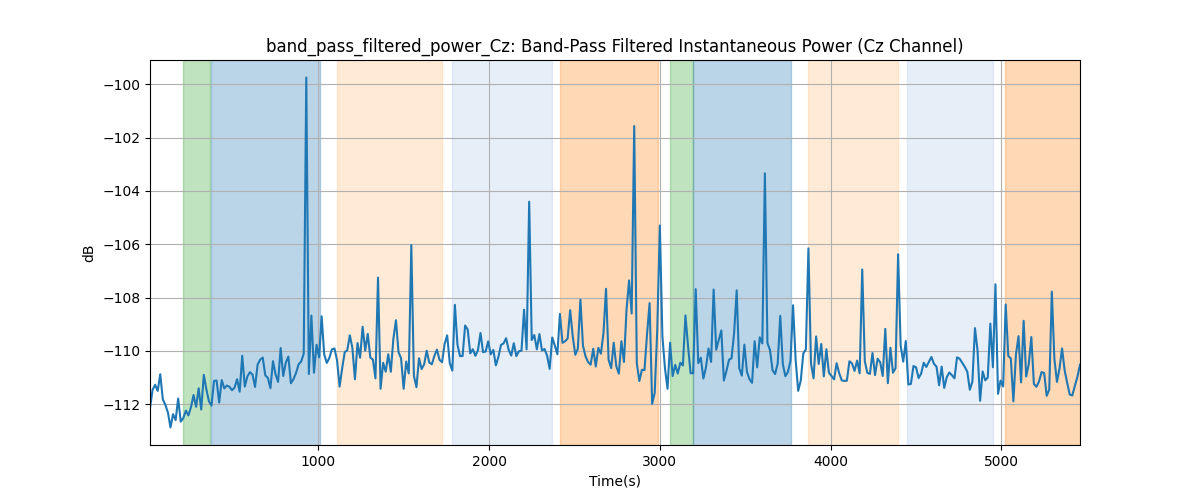 band_pass_filtered_power_Cz: Band-Pass Filtered Instantaneous Power (Cz Channel)
−100
−102
−104
−106
−108
−110
−112
dB
1000 2000 3000 4000 5000
Time(s)